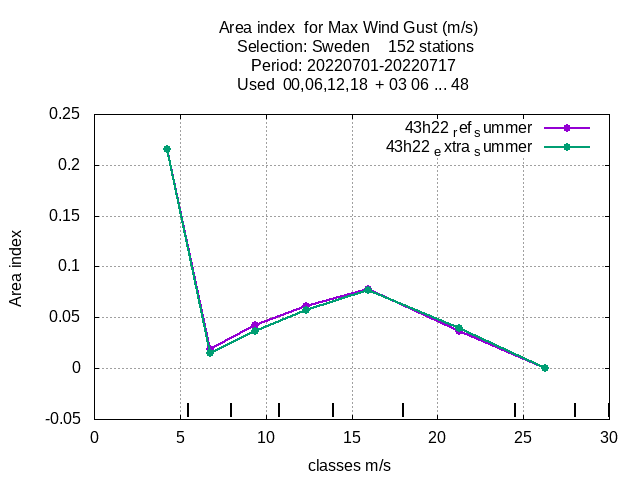 Area index  for Max Wind Gust (m/s)
Selection: Sweden    152 stations
Period: 20220701-20220717
Used  00,06,12,18  + 03 06 ... 48
0.25
0.2
0.15
0.1
0.05
0
-0.05
Area index
43h22 ref summer
43h22 extra summer
0 5 10 15 20 25 30
classes m/s